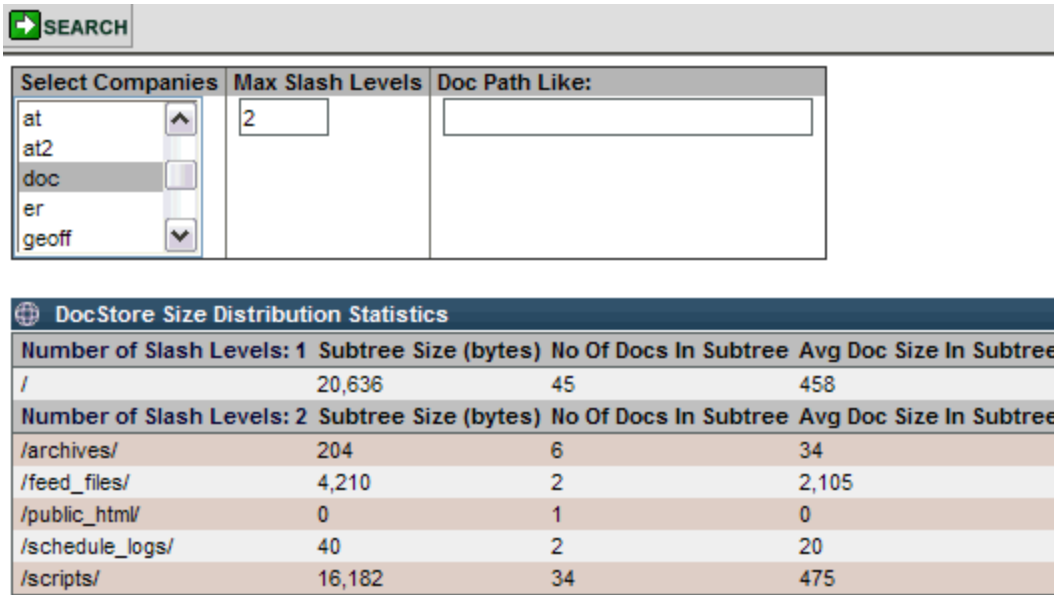 SEARCH
Select Companies Max Slash Levels Doc Path Like:
at 2
at2
doc
er
geoff
DocStore Size Distribution Statistics
Number of Slash Levels: 1 Subtree Size (bytes) No Of Docs In Subtree Avg Doc Size In Subtree
/ 20,636 45 458
Number of Slash Levels: 2 Subtree Size (bytes) No Of Docs In Subtree Avg Doc Size In Subtree
/archives/ 204 6 34
/feed_files/ 4,210 2 2,105
/public_html/ 0 1 0
/schedule_logs/ 40 2 20
/scripts/ 16,182 34 475